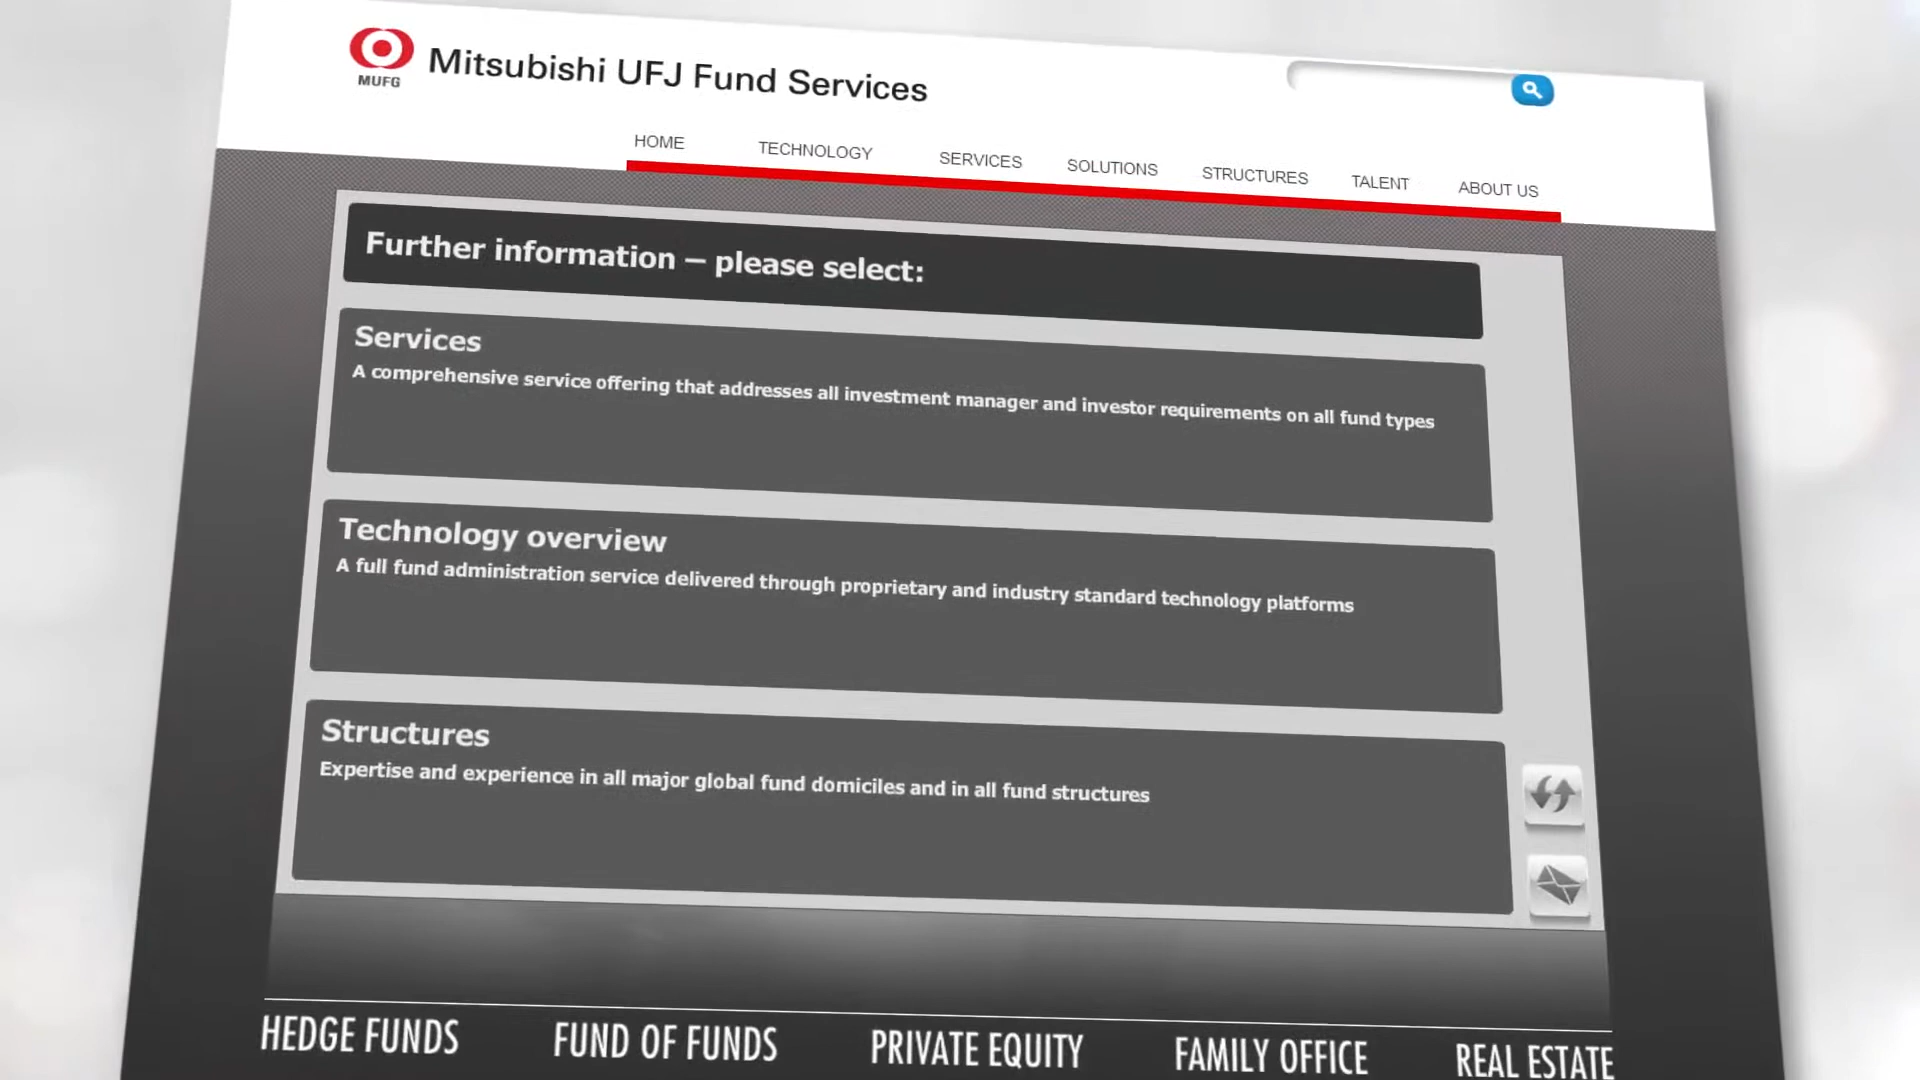 MUFG
Mitsubishi UFJ Fund Services
HOME TECHNOLOGY SERVICES SOLUTIONS STRUCTURES TALENT ABOUT US
Further information – please select:
Services
A comprehensive service offering that addresses all investment manager and investor requirements on all fund types
Technology overview
A full fund administration service delivered through proprietary and industry standard technology platforms
Structures
Expertise and experience in all major global fund domiciles and in all fund structures
HEDGE FUNDS FUND OF FUNDS PRIVATE EQUITY FAMILY OFFICE REAL ESTATE